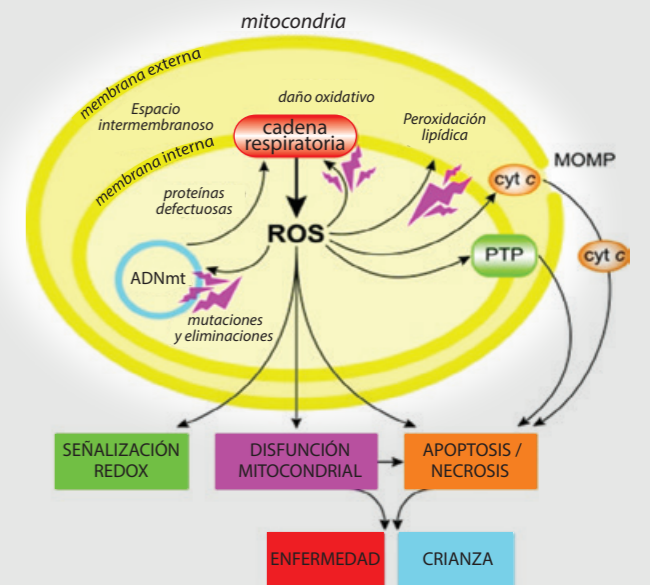 mitocondria
membrana externa
Espacio
intermembranoso
daño oxidativo
cadena
respiratoria
Peroxidación
lipídica
MOMP
membrana interna
cyt c
proteínas
defectuosas
ROS
PTP
cyt c
ADNmt
mutaciones
y eliminaciones
SEÑALIZACIÓN
REDOX
DISFUNCIÓN
MITOCONDRIAL
APOPTOSIS /
NECROSIS
ENFERMEDAD
CRIANZA